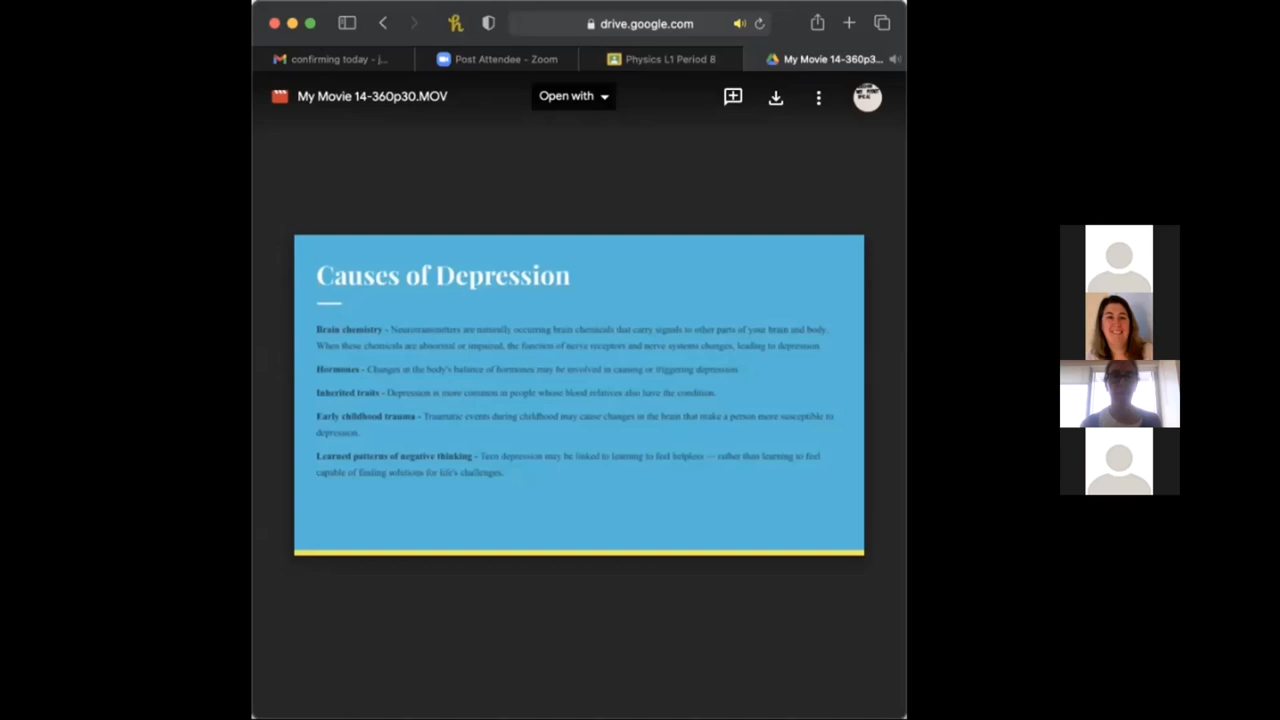 drive.google.com
confirming today - j...
Post Attendee - Zoom
Physics L1 Period 8
My Movie 14-360p3...
My Movie 14-360p30.MOV
Open with
Causes of Depression
Brain chemistry - Neurotransmitters are naturally occurring brain chemicals that carry signals to other parts of your brain and body.
When these chemicals are abnormal or impaired, the function of nerve receptors and nerve systems changes, leading to depression.
Hormones - Changes in the body's balance of hormones may be involved in causing or triggering depression.
Inherited traits - Depression is more common in people whose blood relatives also have the condition.
Early childhood trauma - Traumatic events during childhood may cause changes in the brain that make a person more susceptible to
depression.
Learned patterns of negative thinking - Teen depression may be linked to learning to feel helpless — rather than learning to feel
capable of finding solutions for life's challenges.